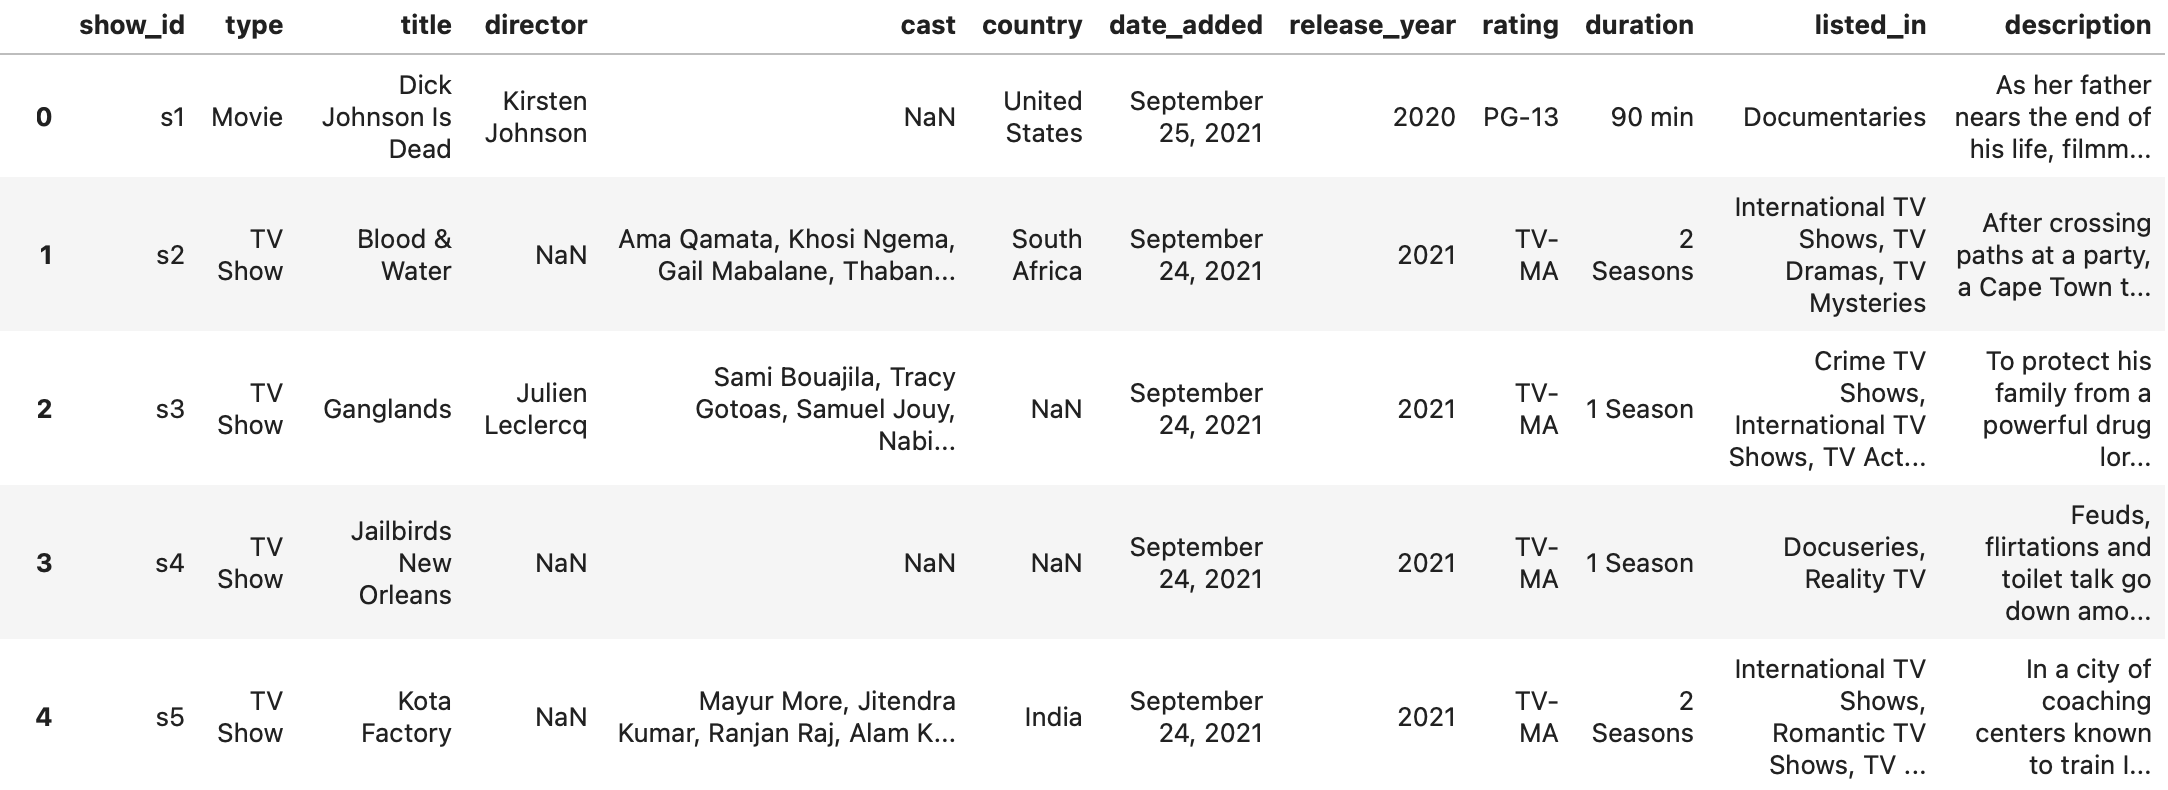 show_id type title director cast country date_added release_year rating duration listed_in description
0 s1 Movie Dick Johnson Is Dead Kirsten Johnson NaN United States September 25, 2021 2020 PG-13 90 min Documentaries As her father nears the end of his life, filmm...
1 s2 TV Show Blood & Water NaN Ama Qamata, Khosi Ngema, Gail Mabalane, Thaban... South Africa September 24, 2021 2021 TV-MA 2 Seasons International TV Shows, TV Dramas, TV Mysteries After crossing paths at a party, a Cape Town t...
2 s3 TV Show Ganglands Julien Leclercq Sami Bouajila, Tracy Gotoas, Samuel Jouy, Nabi... NaN September 24, 2021 2021 TV-MA 1 Season Crime TV Shows, International TV Shows, TV Act... To protect his family from a powerful drug lor...
3 s4 TV Show Jailbirds New Orleans NaN NaN NaN September 24, 2021 2021 TV-MA 1 Season Docuseries, Reality TV Feuds, flirtations and toilet talk go down amo...
4 s5 TV Show Kota Factory NaN Mayur More, Jitendra Kumar, Ranjan Raj, Alam K... India September 24, 2021 2021 TV-MA 2 Seasons International TV Shows, Romantic TV Shows, TV ... In a city of coaching centers known to train I...